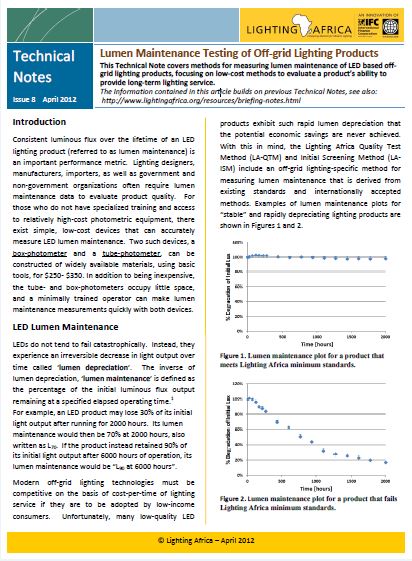 LIGHTING AFRICA
AN INNOVATION OF
IFC International Finance Corporation
Technical
Notes
Issue 8 April 2012
Lumen Maintenance Testing of Off-grid Lighting Products
This Technical Note covers methods for measuring lumen maintenance of LED based off-
grid lighting products, focusing on low-cost methods to evaluate a product's ability to
provide long-term lighting service.
The Information contained in this article builds on previous Technical Notes, see also:
http://www.lightingafrica.org/resources/briefing-notes.html
Introduction
Consistent luminous flux over the lifetime of an LED
lighting product (referred to as lumen maintenance) is
an important performance metric. Lighting designers,
manufacturers, importers, as well as government and
non-government organizations often require lumen
maintenance data to evaluate product quality. For
those who do not have specialized training and access
to relatively high-cost photometric equipment, there
exist simple, low-cost devices that can accurately
measure LED lumen maintenance. Two such devices, a
box-photometer and a tube-photometer, can be
constructed of widely available materials, using basic
tools, for $250- $350. In addition to being inexpensive,
the tube- and box-photometers occupy little space,
and a minimally trained operator can make lumen
maintenance measurements quickly with both devices.
LED Lumen Maintenance
LEDs do not tend to fail catastrophically. Instead, they
experience an irreversible decrease in light output over
time called 'lumen depreciation'. The inverse of
lumen depreciation, 'lumen maintenance' is defined as
the percentage of the initial luminous flux output
remaining at a specified elapsed operating time.1
For example, an LED product may lose 30% of its initial
light output after running for 2000 hours. Its lumen
maintenance would then be 70% at 2000 hours, also
written as L70. If the product instead retained 90% of
its initial light output after 6000 hours of operation, its
lumen maintenance would be "L90 at 6000 hours".
Modern off-grid lighting technologies must be
competitive on the basis of cost-per-time of lighting
service if they are to be adopted by low-income
consumers. Unfortunately, many low-quality LED
products exhibit such rapid lumen depreciation that
the potential economic savings are never achieved.
With this in mind, the Lighting Africa Quality Test
Method (LA-QTM) and Initial Screening Method (LA-
ISM) include an off-grid lighting-specific method for
measuring lumen maintenance that is derived from
existing standards and internationally accepted
methods. Examples of lumen maintenance plots for
"stable" and rapidly depreciating lighting products are
shown in Figures 1 and 2.
% Degradation of Initial Lux
120%
100%
80%
60%
40%
20%
0%
0 500 1000 1500 2000
Time [hours]
Figure 1. Lumen maintenance plot for a product that
meets Lighting Africa minimum standards.
% Degradation of Initial Lux
120
100
80
60
40
20
0
0 500 1000 1500 2000
Time [hours]
Figure 2. Lumen maintenance plot for a product that fails
Lighting Africa minimum standards.
© Lighting Africa – April 2012